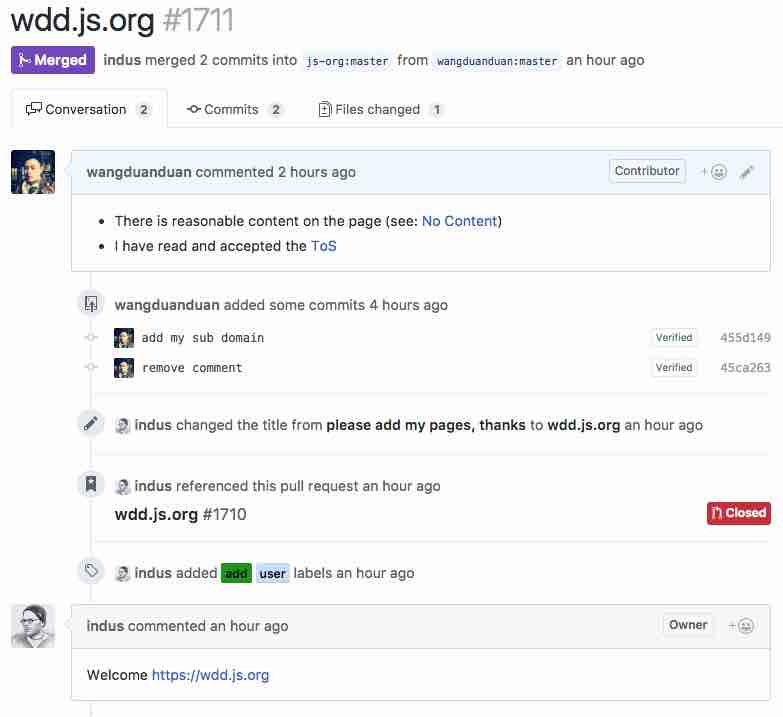 wdd.js.org #1711
Merged indus merged 2 commits into js-org:master from wangduanduan:master an hour ago
Conversation 2 Commits 2 Files changed 1
wangduanduan commented 2 hours ago Contributor
There is reasonable content on the page (see: No Content)
I have read and accepted the ToS
wangduanduan added some commits 4 hours ago
add my sub domain Verified 455d149
remove comment Verified 45ca263
indus changed the title from please add my pages, thanks to wdd.js.org an hour ago
indus referenced this pull request an hour ago
wdd.js.org #1710 Closed
indus added add user labels an hour ago
indus commented an hour ago Owner
Welcome https://wdd.js.org